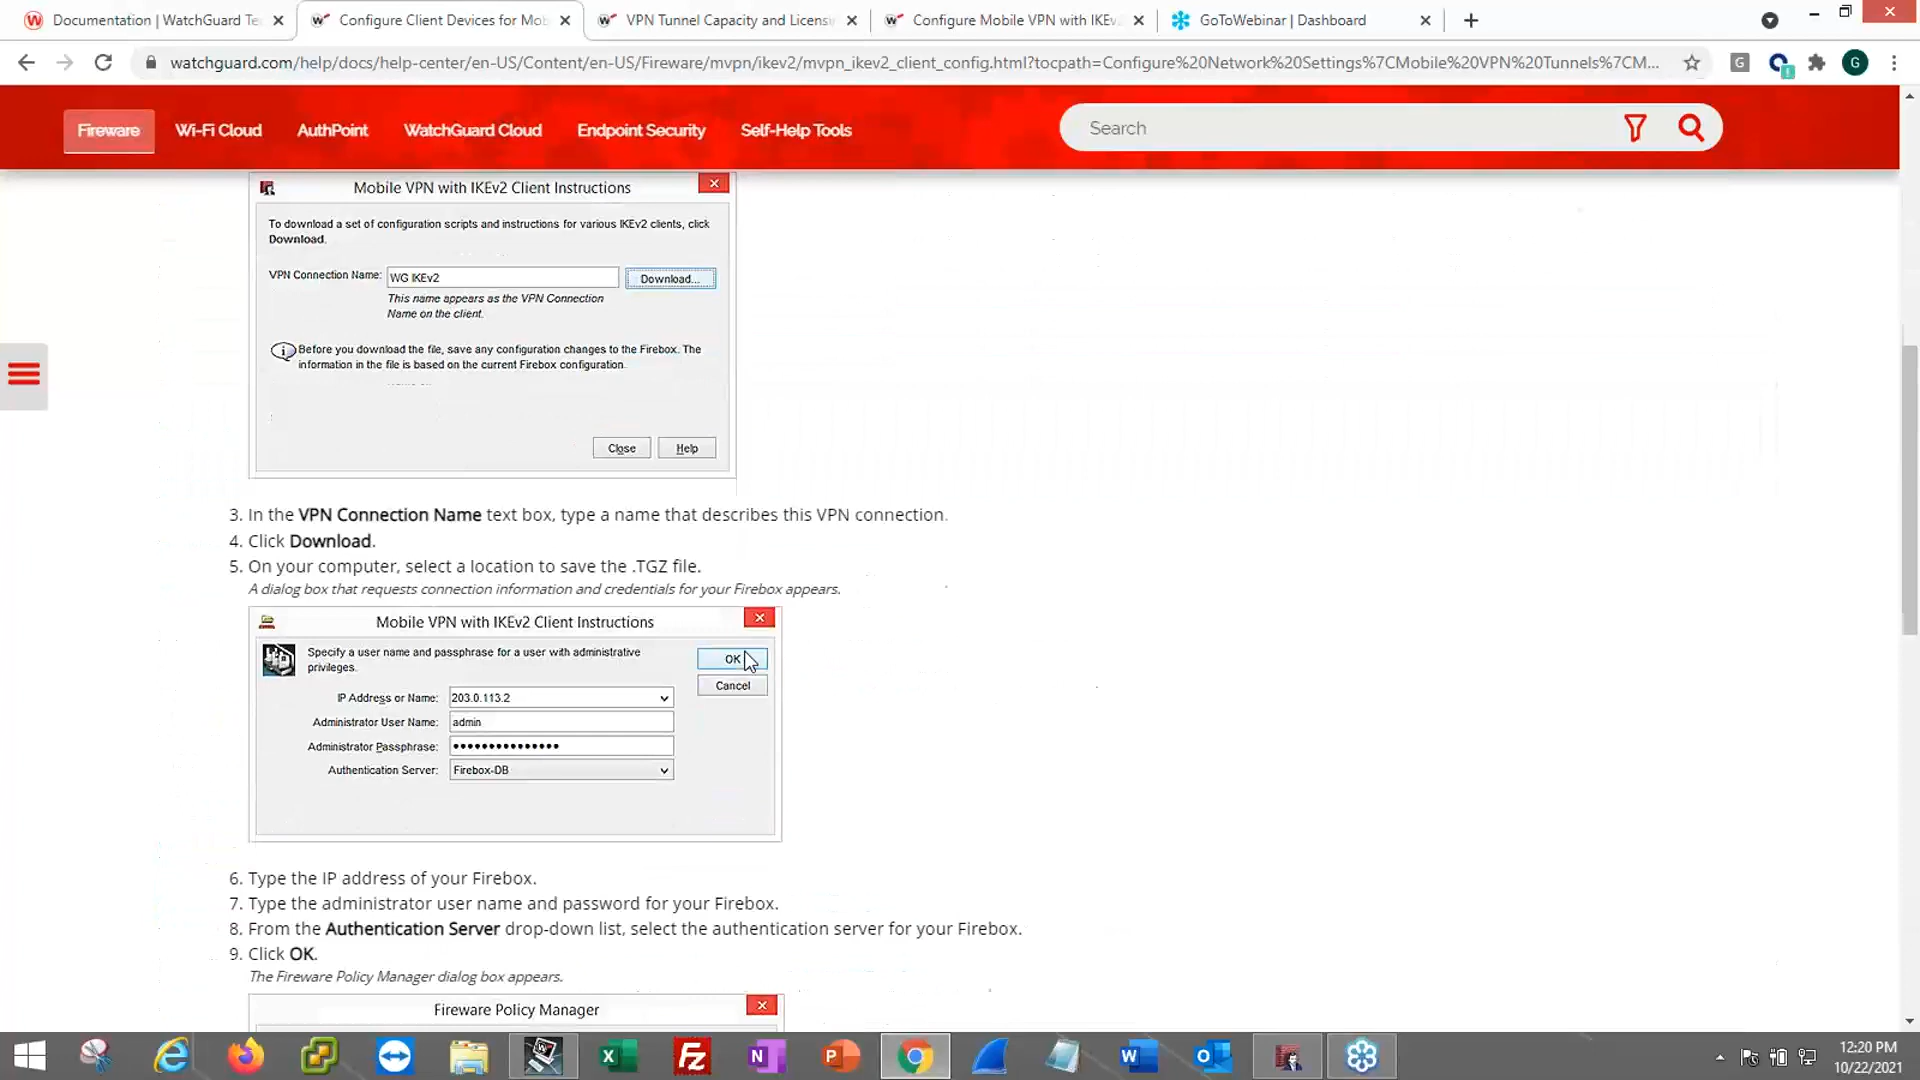 Documentation | WatchGuard Te
Configure Client Devices for Mob
VPN Tunnel Capacity and Licensi
Configure Mobile VPN with IKEv
GoToWebinar | Dashboard
watchguard.com/help/docs/help-center/en-US/Content/en-US/Fireware/mvpn/ikev2/mvpn_ikev2_client_config.html?tocpath=Configure%20Network%20Settings%7CMobile%20VPN%20Tunnels%7CM...
Fireware
Wi-Fi Cloud
AuthPoint
WatchGuard Cloud
Endpoint Security
Self-Help Tools
Search
Mobile VPN with IKEv2 Client Instructions
To download a set of configuration scripts and instructions for various IKEv2 clients, click
Download.
VPN Connection Name: WG IKEv2 Download...
This name appears as the VPN Connection
Name on the client.
Before you download the file, save any configuration changes to the Firebox. The
information in the file is based on the current Firebox configuration.
Close Help
3. In the VPN Connection Name text box, type a name that describes this VPN connection.
4. Click Download.
5. On your computer, select a location to save the .TGZ file.
A dialog box that requests connection information and credentials for your Firebox appears.
Mobile VPN with IKEv2 Client Instructions
Specify a user name and passphrase for a user with administrative
privileges.
OK
Cancel
IP Address or Name: 203.0.113.2
Administrator User Name: admin
Administrator Passphrase: •••••••••••••••
Authentication Server: Firebox-DB
6. Type the IP address of your Firebox.
7. Type the administrator user name and password for your Firebox.
8. From the Authentication Server drop-down list, select the authentication server for your Firebox.
9. Click OK.
The Fireware Policy Manager dialog box appears.
Fireware Policy Manager
12:20 PM
10/22/2021